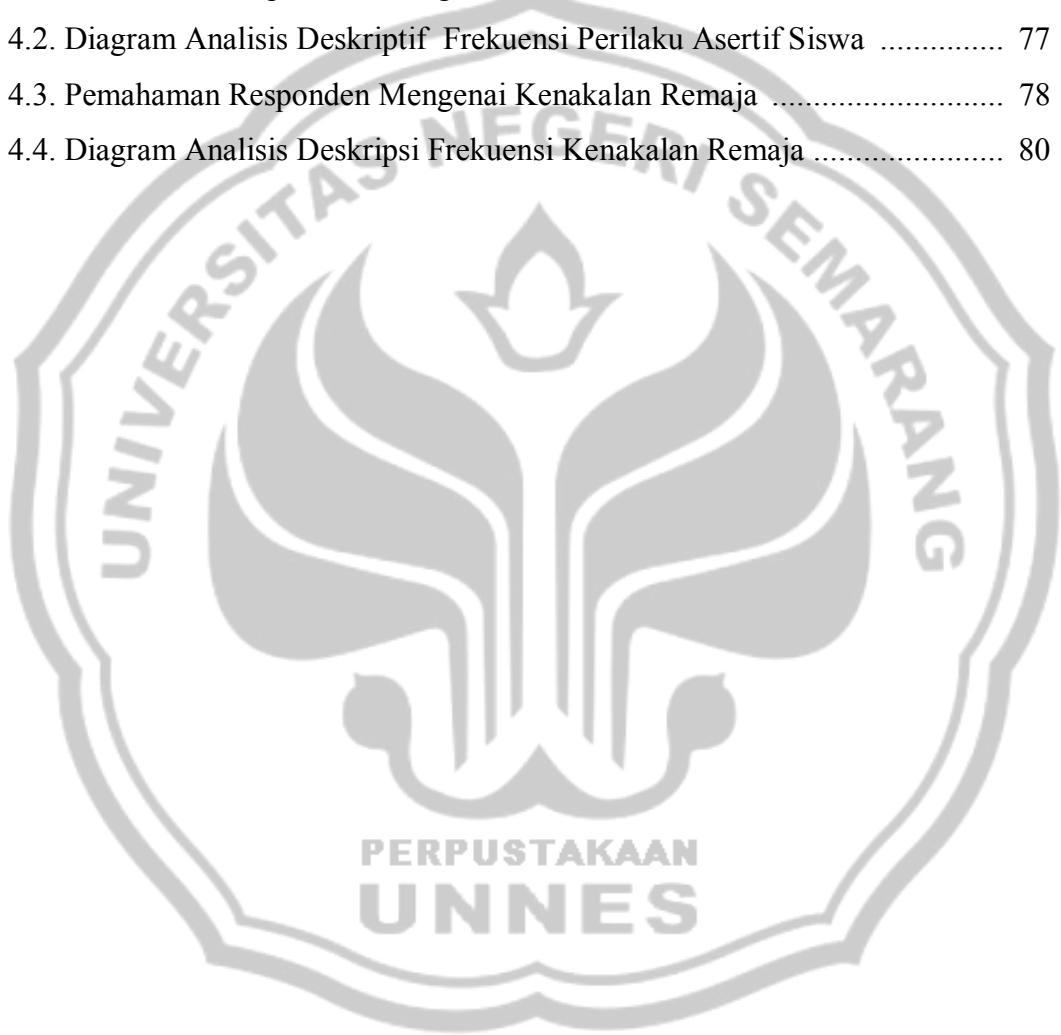 4.2. Diagram Analisis Deskriptif Frekuensi Perilaku Asertif Siswa ............... 77
4.3. Pemahaman Responden Mengenai Kenakalan Remaja ......................... 78
4.4. Diagram Analisis Deskripsi Frekuensi Kenakalan Remaja ....................... 80
UNIVERSITAS NEGERI SEMARANG
PERPUSTAKAAN
UNNES